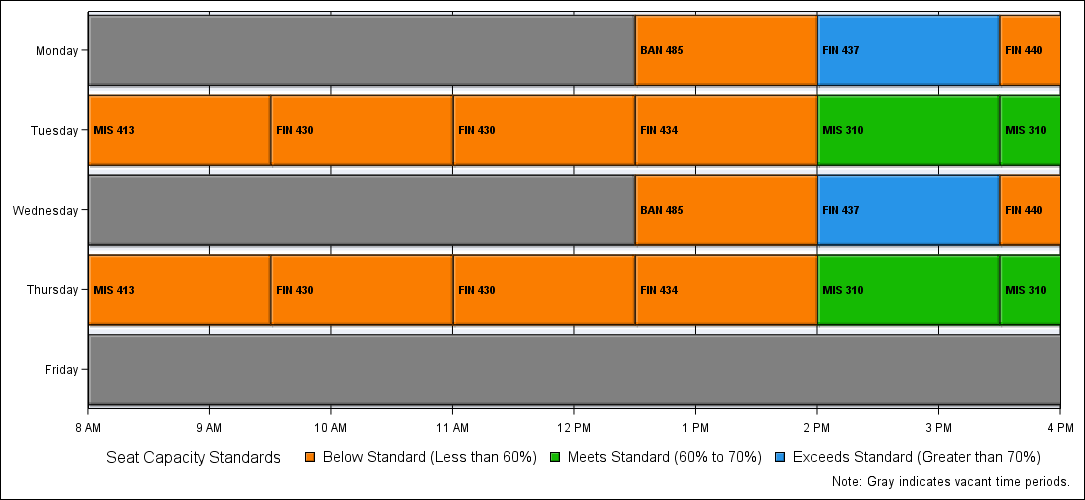 Monday
BAN 485 FIN 437 FIN 440
Tuesday
MIS 413 FIN 430 FIN 430 FIN 434 MIS 310 MIS 310
Wednesday
BAN 485 FIN 437 FIN 440
Thursday
MIS 413 FIN 430 FIN 430 FIN 434 MIS 310 MIS 310
Friday
8 AM 9 AM 10 AM 11 AM 12 PM 1 PM 2 PM 3 PM 4 PM
Seat Capacity Standards Below Standard (Less than 60%) Meets Standard (60% to 70%) Exceeds Standard (Greater than 70%)
Note: Gray indicates vacant time periods.